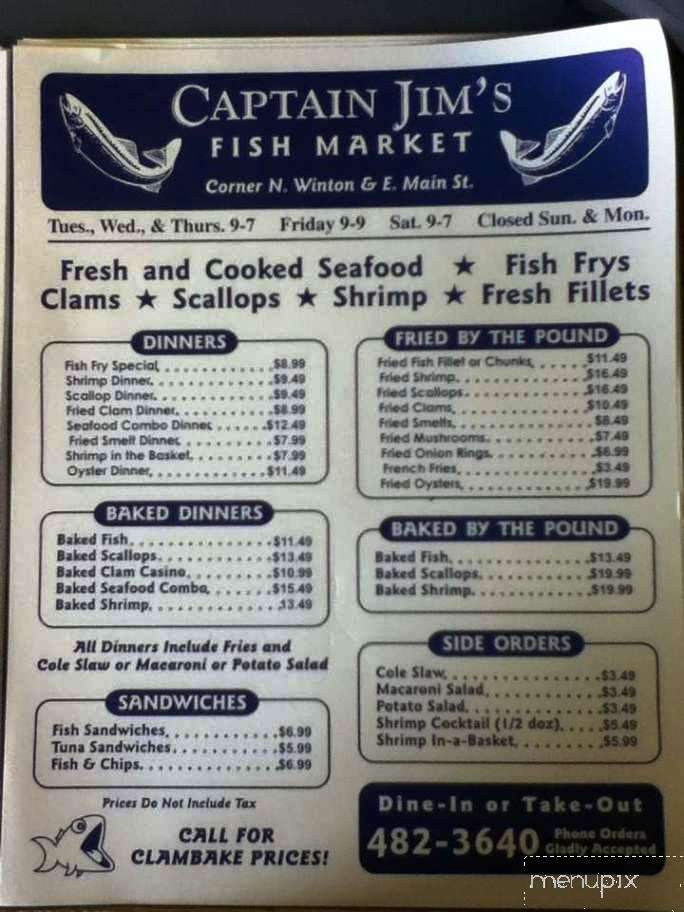 CAPTAIN JIM'S
FISH MARKET
Corner N. Winton & E. Main St.
Tues., Wed., & Thurs. 9-7 Friday 9-9 Sat. 9-7 Closed Sun. & Mon.
Fresh and Cooked Seafood ★ Fish Frys
Clams ★ Scallops ★ Shrimp ★ Fresh Fillets
DINNERS
Fish Fry Special. . . . . . . . . . . .$8.99
Shrimp Dinner. . . . . . . . . . . . .$9.49
Scallop Dinner. . . . . . . . . . . . .$9.49
Fried Clam Dinner. . . . . . . . . . .$8.99
Seafood Combo Dinner . . . . . .$12.49
Fried Smelt Dinner. . . . . . . . . .$7.99
Shrimp in the Basket. . . . . . . . .$7.99
Oyster Dinner. . . . . . . . . . . . .$11.49
BAKED DINNERS
Baked Fish. . . . . . . . . . . . . .$11.49
Baked Scallops. . . . . . . . . . .$13.49
Baked Clam Casino. . . . . . . .$10.99
Baked Seafood Combo. . . . . .$15.49
Baked Shrimp. . . . . . . . . . . . .13.49
All Dinners Include Fries and
Cole Slaw or Macaroni or Potato Salad
SANDWICHES
Fish Sandwiches. . . . . . . . . . .$6.99
Tuna Sandwiches. . . . . . . . . .$5.99
Fish & Chips. . . . . . . . . . . . .$6.99
Prices Do Not Include Tax
CALL FOR
CLAMBAKE PRICES!
FRIED BY THE POUND
Fried Fish Fillet or Chunks. . . . . .$11.49
Fried Shrimp. . . . . . . . . . . . .$16.49
Fried Scallops. . . . . . . . . . . . .$16.49
Fried Clams. . . . . . . . . . . . . .$10.49
Fried Smelts. . . . . . . . . . . . . .$8.49
Fried Mushrooms. . . . . . . . . . .$7.49
Fried Onion Rings. . . . . . . . . . .$6.99
French Fries. . . . . . . . . . . . . .$3.49
Fried Oysters. . . . . . . . . . . . .$19.99
BAKED BY THE POUND
Baked Fish. . . . . . . . . . . . . .$13.49
Baked Scallops. . . . . . . . . . .$19.99
Baked Shrimp. . . . . . . . . . . .$19.99
SIDE ORDERS
Cole Slaw. . . . . . . . . . . . . . .$3.49
Macaroni Salad. . . . . . . . . . .$3.49
Potato Salad. . . . . . . . . . . . .$3.49
Shrimp Cocktail (1/2 doz). . . .$5.49
Shrimp In-a-Basket. . . . . . . . .$5.99
Dine-In or Take-Out
482-3640 Phone Orders
Gladly Accepted
menupix